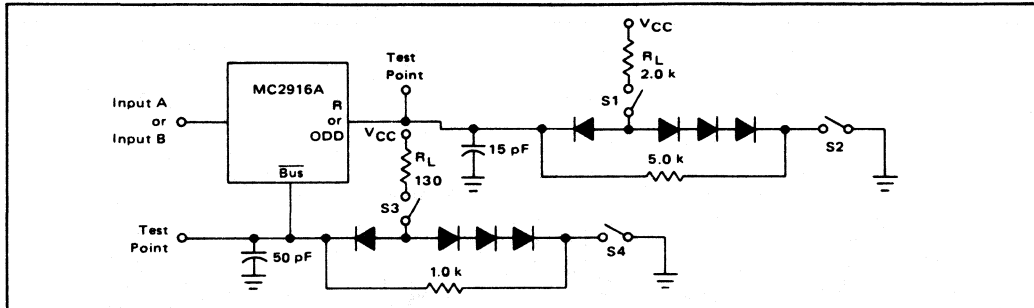 VCC
Test
Point
RL
2.0 k
MC2916A
S1
Input A
or
Input B
R
or
ODD
VCC
15 pF
S2
RL
130
5.0 k
Bus
S3
Test
Point
50 pF
S4
1.0 k